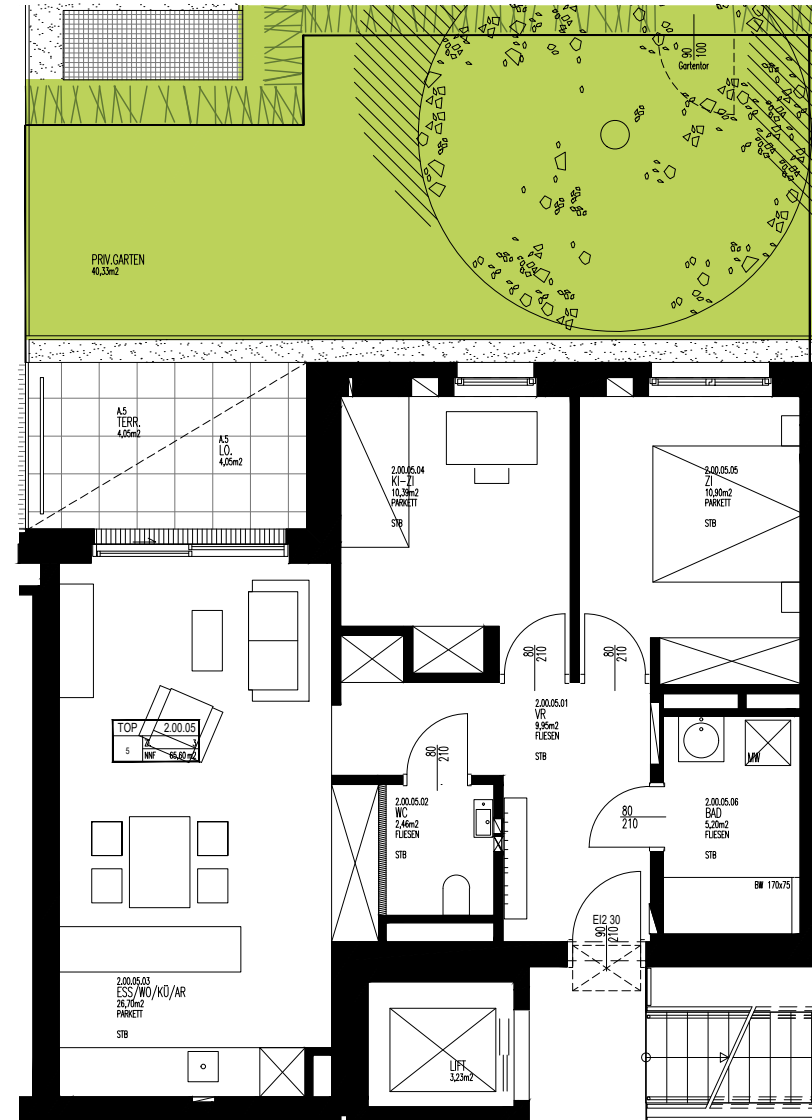 90
100
Gartentor
PRIV.GARTEN
40,33m2
A.5
TERR.
4,05m2
A.5
LO.
4,05m2
2.00.05.04
KI-ZI
10,39m2
PARKETT
STB
2.00.05.05
ZI
10,90m2
PARKETT
STB
80
210
80
210
2.00.05.01
VR
9,95m2
FLIESEN
STB
TOP 2.00.05
5 ZI 3
NNF 65,60 m2
80
210
MW
2.00.05.02
WC
2,46m2
FLIESEN
STB
80
210
2.00.05.06
BAD
5,20m2
FLIESEN
STB
BW 170x75
EI2 30
90
210
2.00.05.03
ESS/WO/KÜ/AR
26,70m2
PARKETT
STB
LIFT
3,23m2